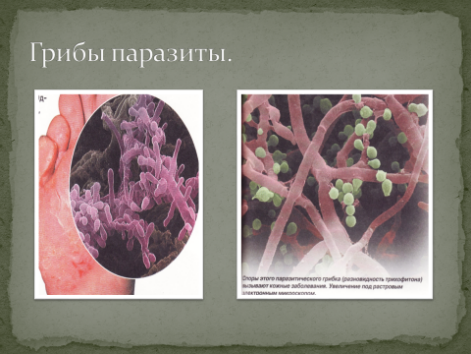 Грибы паразиты.
Споры этого паразитического грибка (разновидность трихофитона)
вызывают кожные заболевания. Увеличение под растровым
электронным микроскопом.